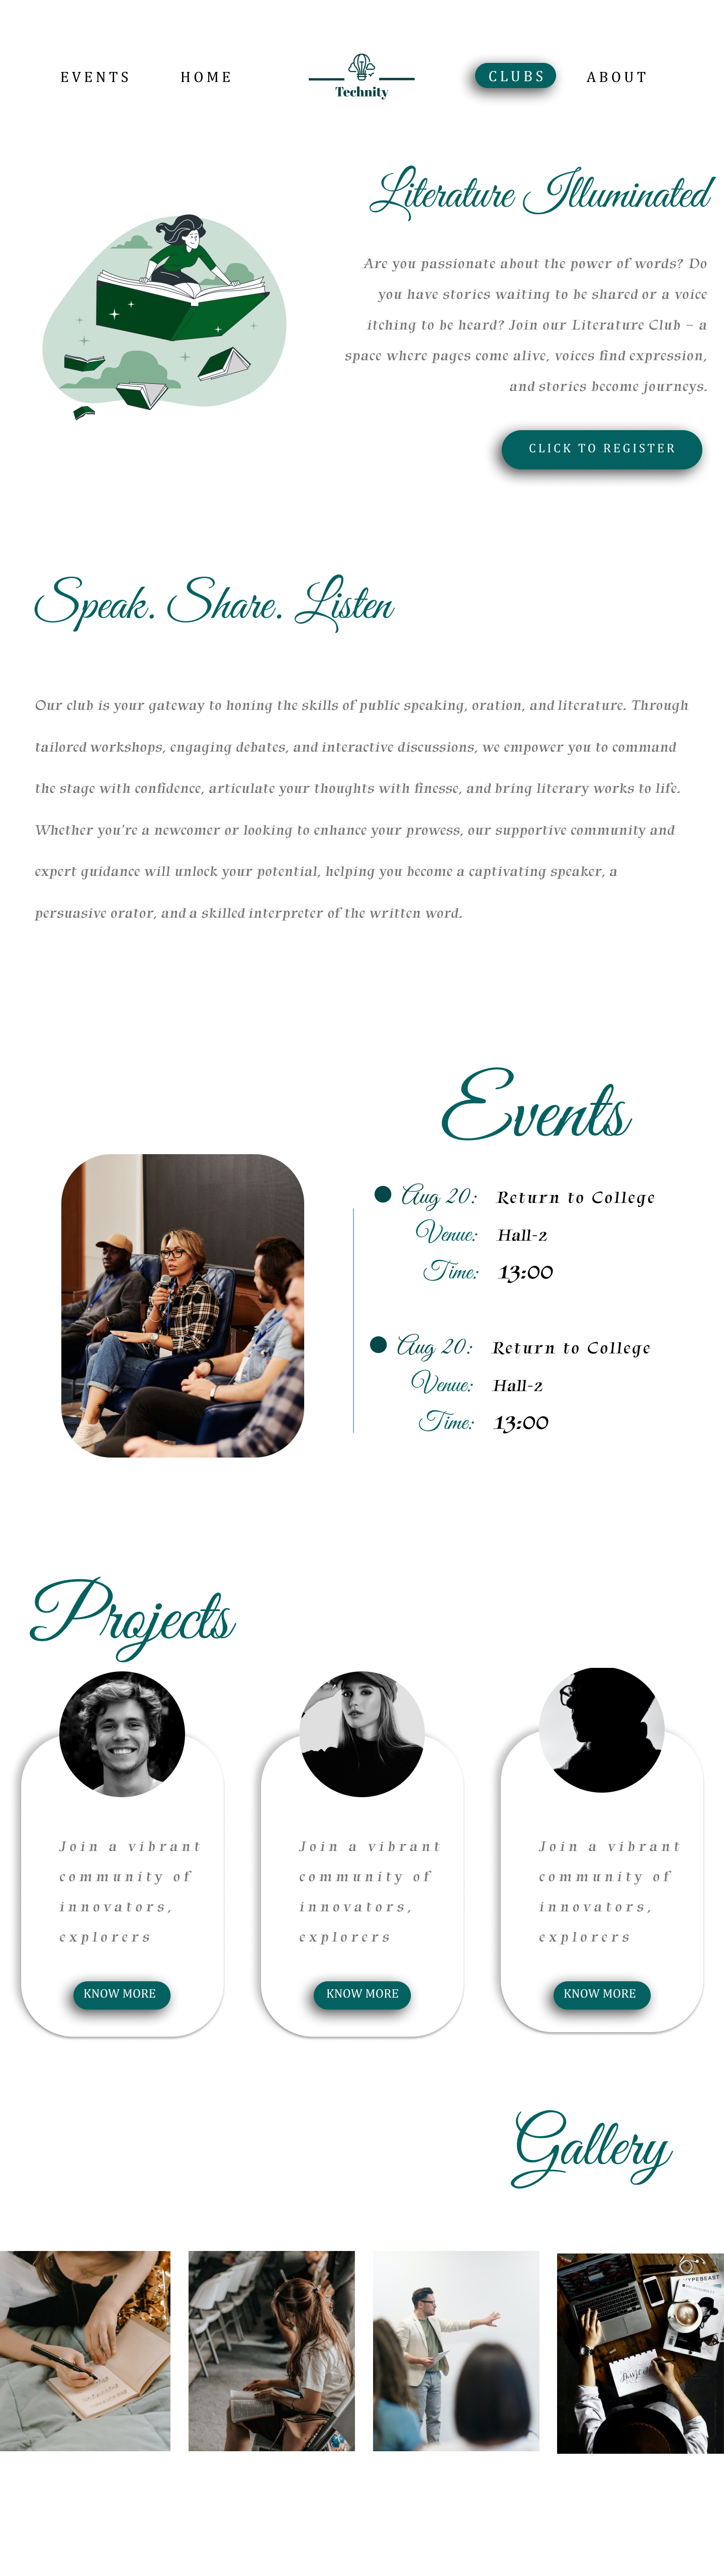 EVENTS
HOME
Technity
CLUBS
ABOUT
Literature Illuminated
Are you passionate about the power of words? Do
you have stories waiting to be shared or a voice
itching to be heard? Join our Literature Club – a
space where pages come alive, voices find expression,
and stories become journeys.
CLICK TO REGISTER
Speak. Share. Listen
Our club is your gateway to honing the skills of public speaking, oration, and literature. Through
tailored workshops, engaging debates, and interactive discussions, we empower you to command
the stage with confidence, articulate your thoughts with finesse, and bring literary works to life.
Whether you're a newcomer or looking to enhance your prowess, our supportive community and
expert guidance will unlock your potential, helping you become a captivating speaker, a
persuasive orator, and a skilled interpreter of the written word.
Events
Aug 20: Return to College
Venue: Hall-2
Time: 13:00
Aug 20: Return to College
Venue: Hall-2
Time: 13:00
Projects
Join a vibrant
community of
innovators,
explorers
KNOW MORE
Join a vibrant
community of
innovators,
explorers
KNOW MORE
Join a vibrant
community of
innovators,
explorers
KNOW MORE
Gallery
YPEBEAST